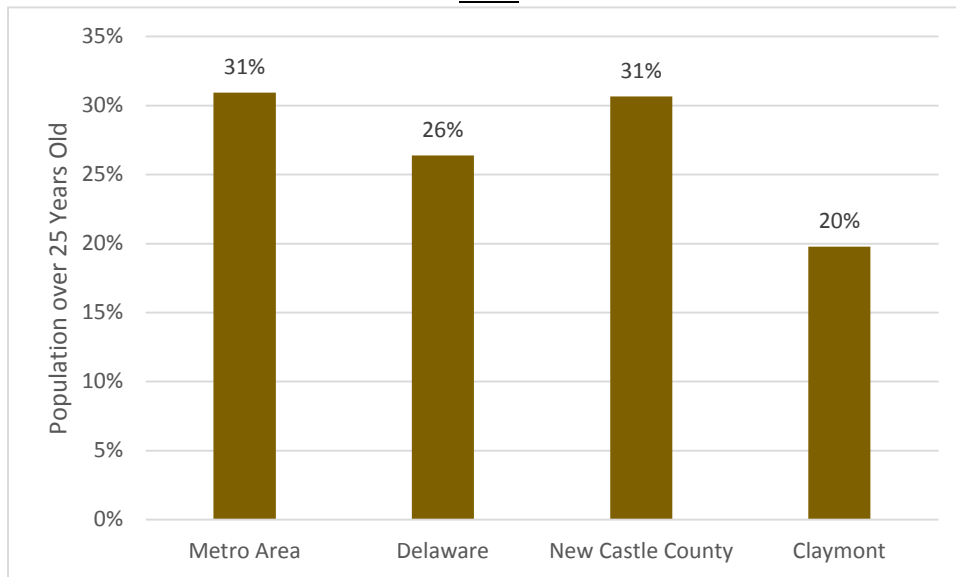 35%
30%
25%
20%
15%
10%
5%
0%
Population over 25 Years Old
31%
26%
31%
20%
Metro Area
Delaware
New Castle County
Claymont